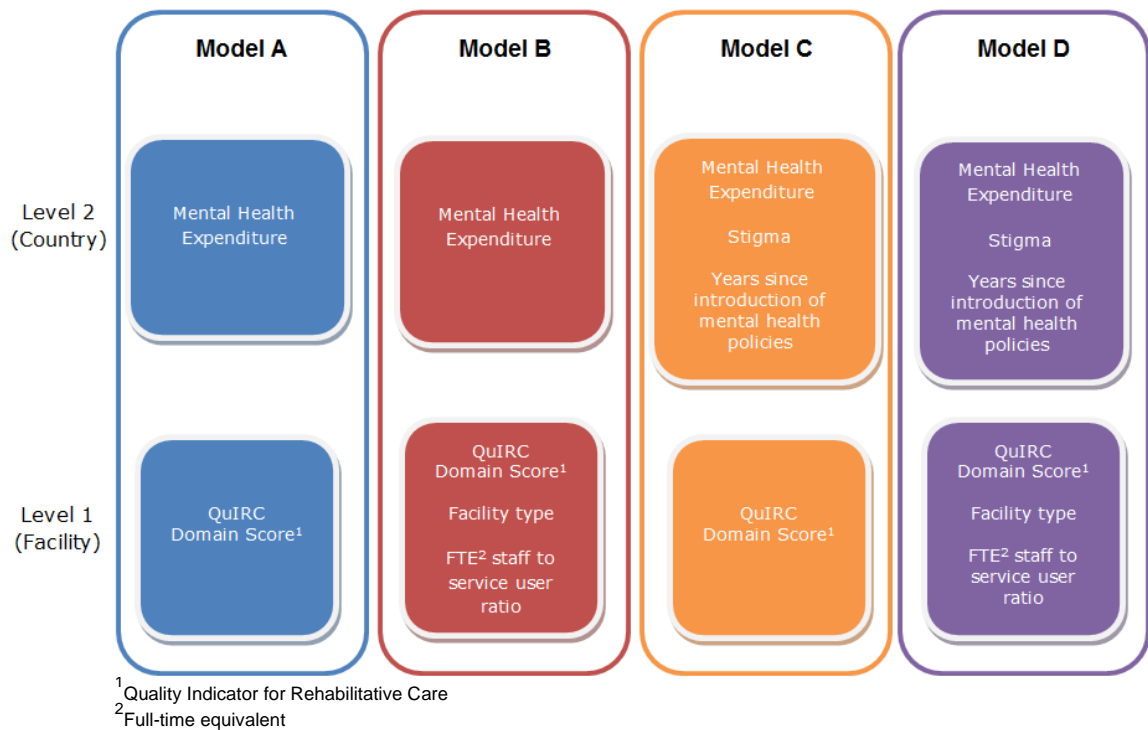 Model A
Model B
Model C
Model D
Level 2
(Country)
Mental Health
Expenditure
Mental Health
Expenditure
Mental Health
Expenditure
Stigma
Years since
introduction of
mental health
policies
Mental Health
Expenditure
Stigma
Years since
introduction of
mental health
policies
Level 1
(Facility)
QuIRC
Domain Score¹
QuIRC
Domain Score¹
Facility type
FTE² staff to
service user
ratio
QuIRC
Domain Score¹
QuIRC
Domain Score¹
Facility type
FTE² staff to
service user
ratio
¹Quality Indicator for Rehabilitative Care
²Full-time equivalent